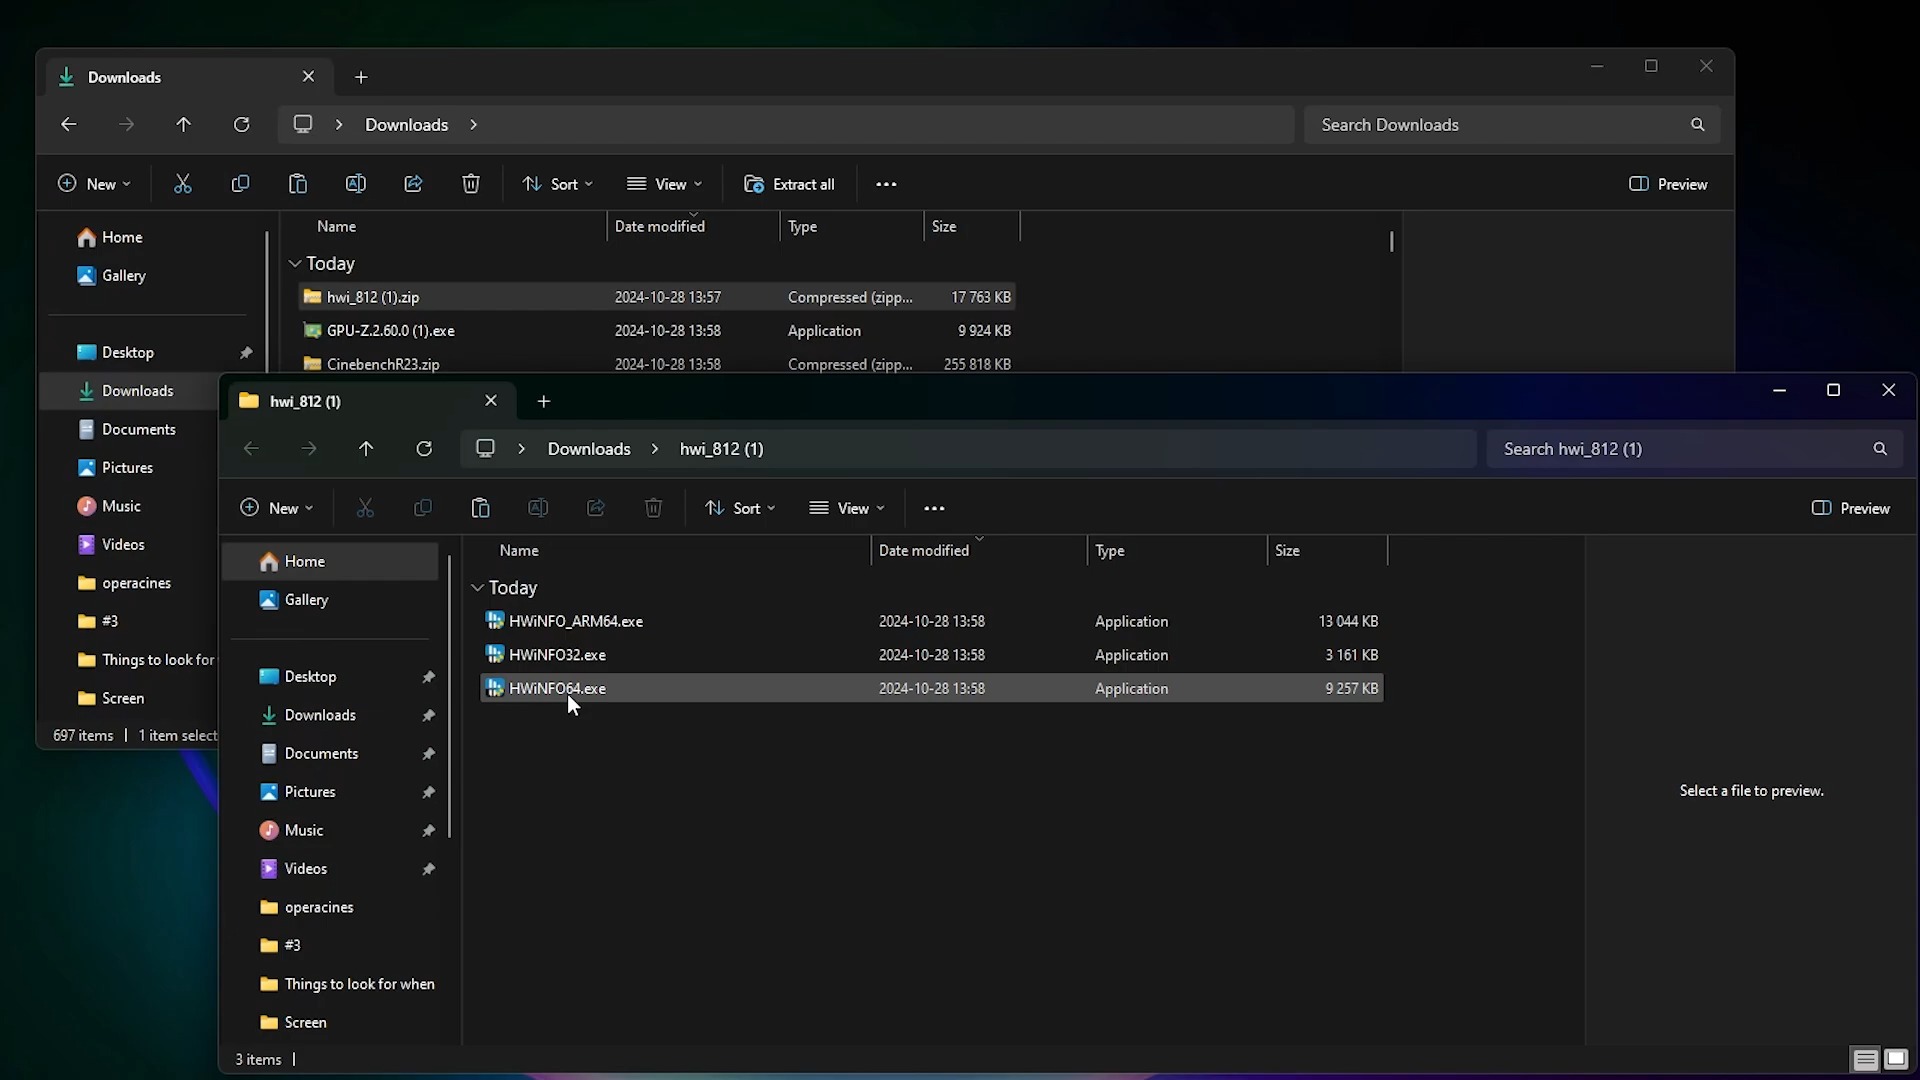 Downloads
Downloads
Search Downloads
New
Sort
View
Extract all
Preview
Name
Date modified
Type
Size
Home
Gallery
Desktop
Downloads
Documents
Pictures
Music
Videos
operacines
#3
Things to look for
Screen
Today
hwi_812 (1).zip 2024-10-28 13:57 Compressed (zipp... 17 763 KB
GPU-Z.2.60.0 (1).exe 2024-10-28 13:58 Application 9 924 KB
CinebenchR23.zip 2024-10-28 13:58 Compressed (zipp... 255 818 KB
697 items
1 item select
hwi_812 (1)
Downloads
hwi_812 (1)
Search hwi_812 (1)
New
Sort
View
Preview
Name
Date modified
Type
Size
Home
Gallery
Desktop
Downloads
Documents
Pictures
Music
Videos
operacines
#3
Things to look for when
Screen
Today
HWiNFO_ARM64.exe 2024-10-28 13:58 Application 13 044 KB
HWiNFO32.exe 2024-10-28 13:58 Application 3 161 KB
HWiNFO64.exe 2024-10-28 13:58 Application 9 257 KB
Select a file to preview.
3 items